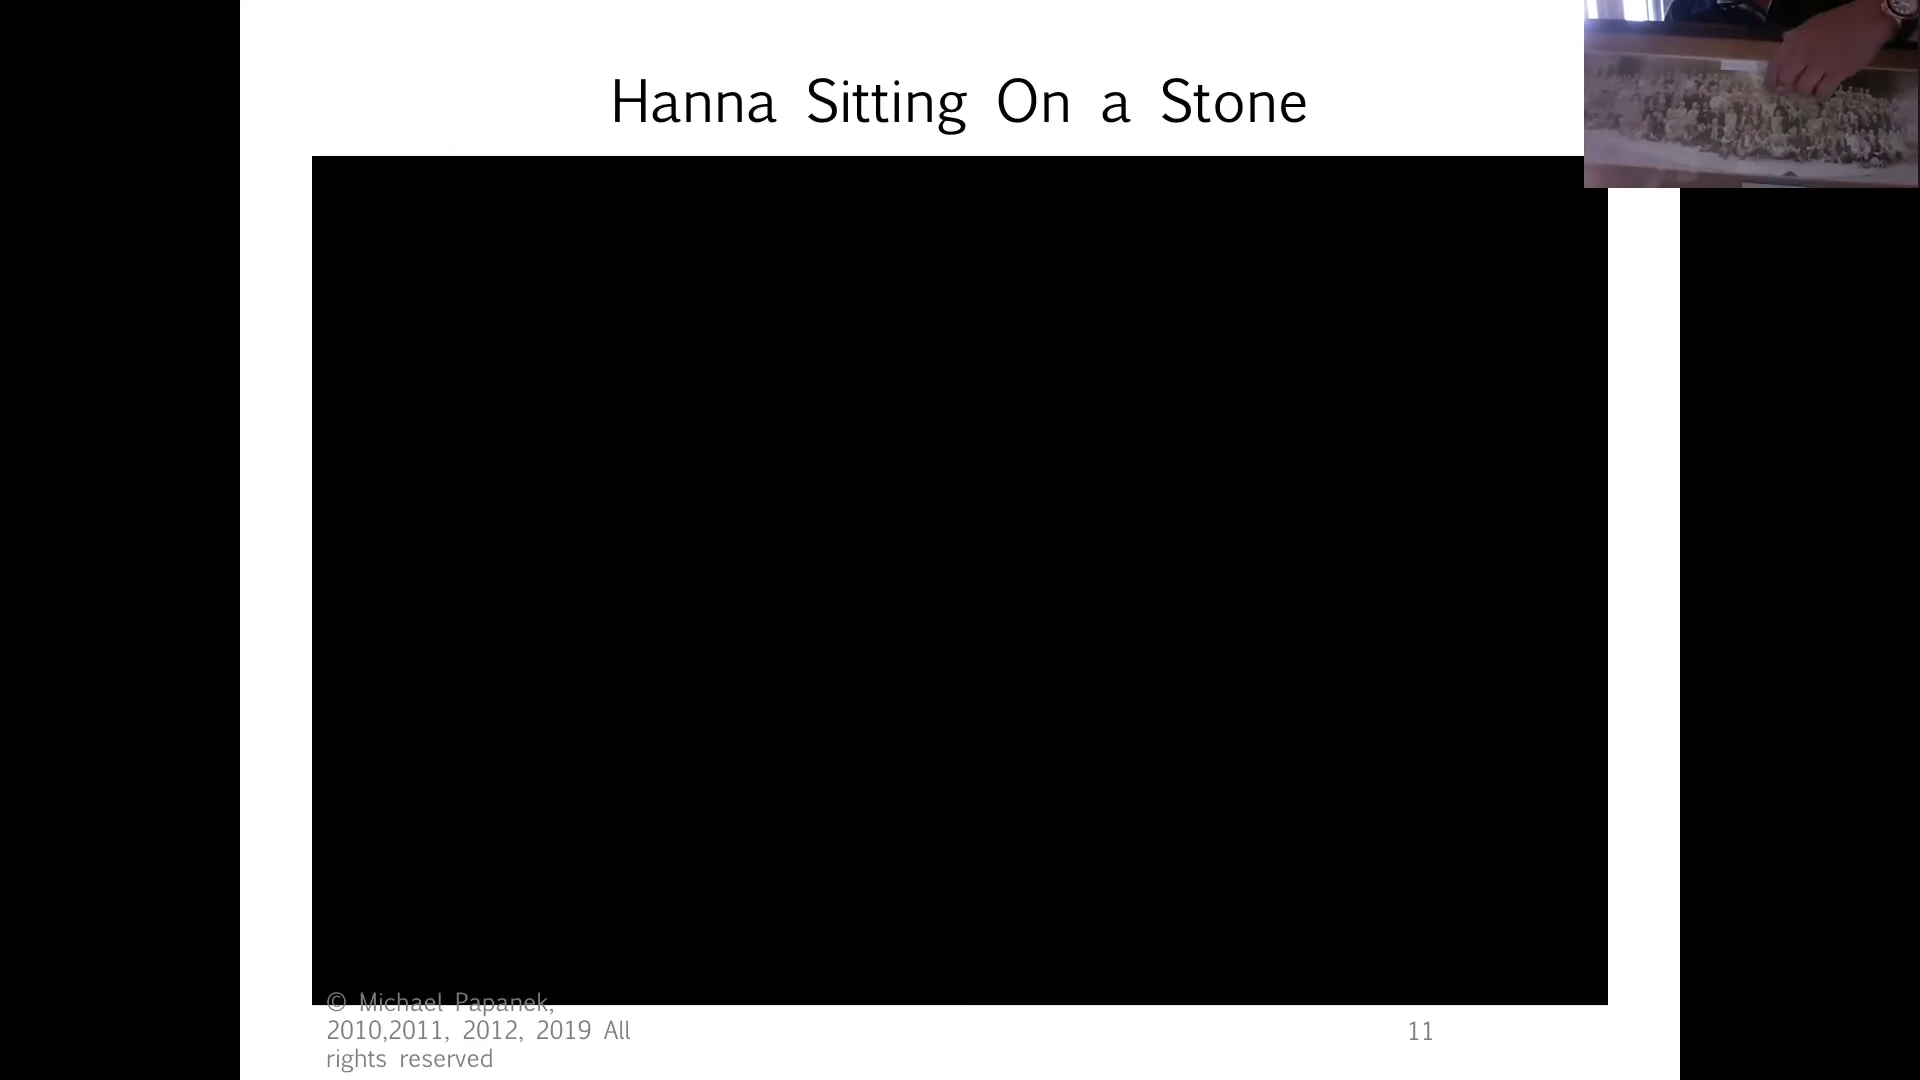 Hanna Sitting On a Stone
© Michael Papanek,
2010,2011, 2012, 2019 All
rights reserved
11